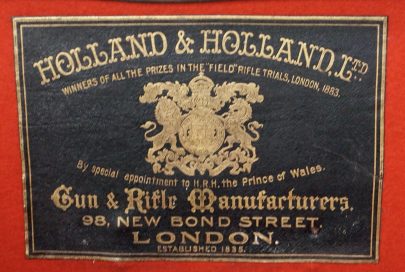 HOLLAND & HOLLAND, LTD
WINNERS OF ALL THE PRIZES IN THE "FIELD" RIFLE TRIALS, LONDON, 1883.
By special appointment to H.R.H. the Prince of Wales.
Gun & Rifle Manufacturers.
98, NEW BOND STREET
LONDON.
ESTABLISHED 1835.